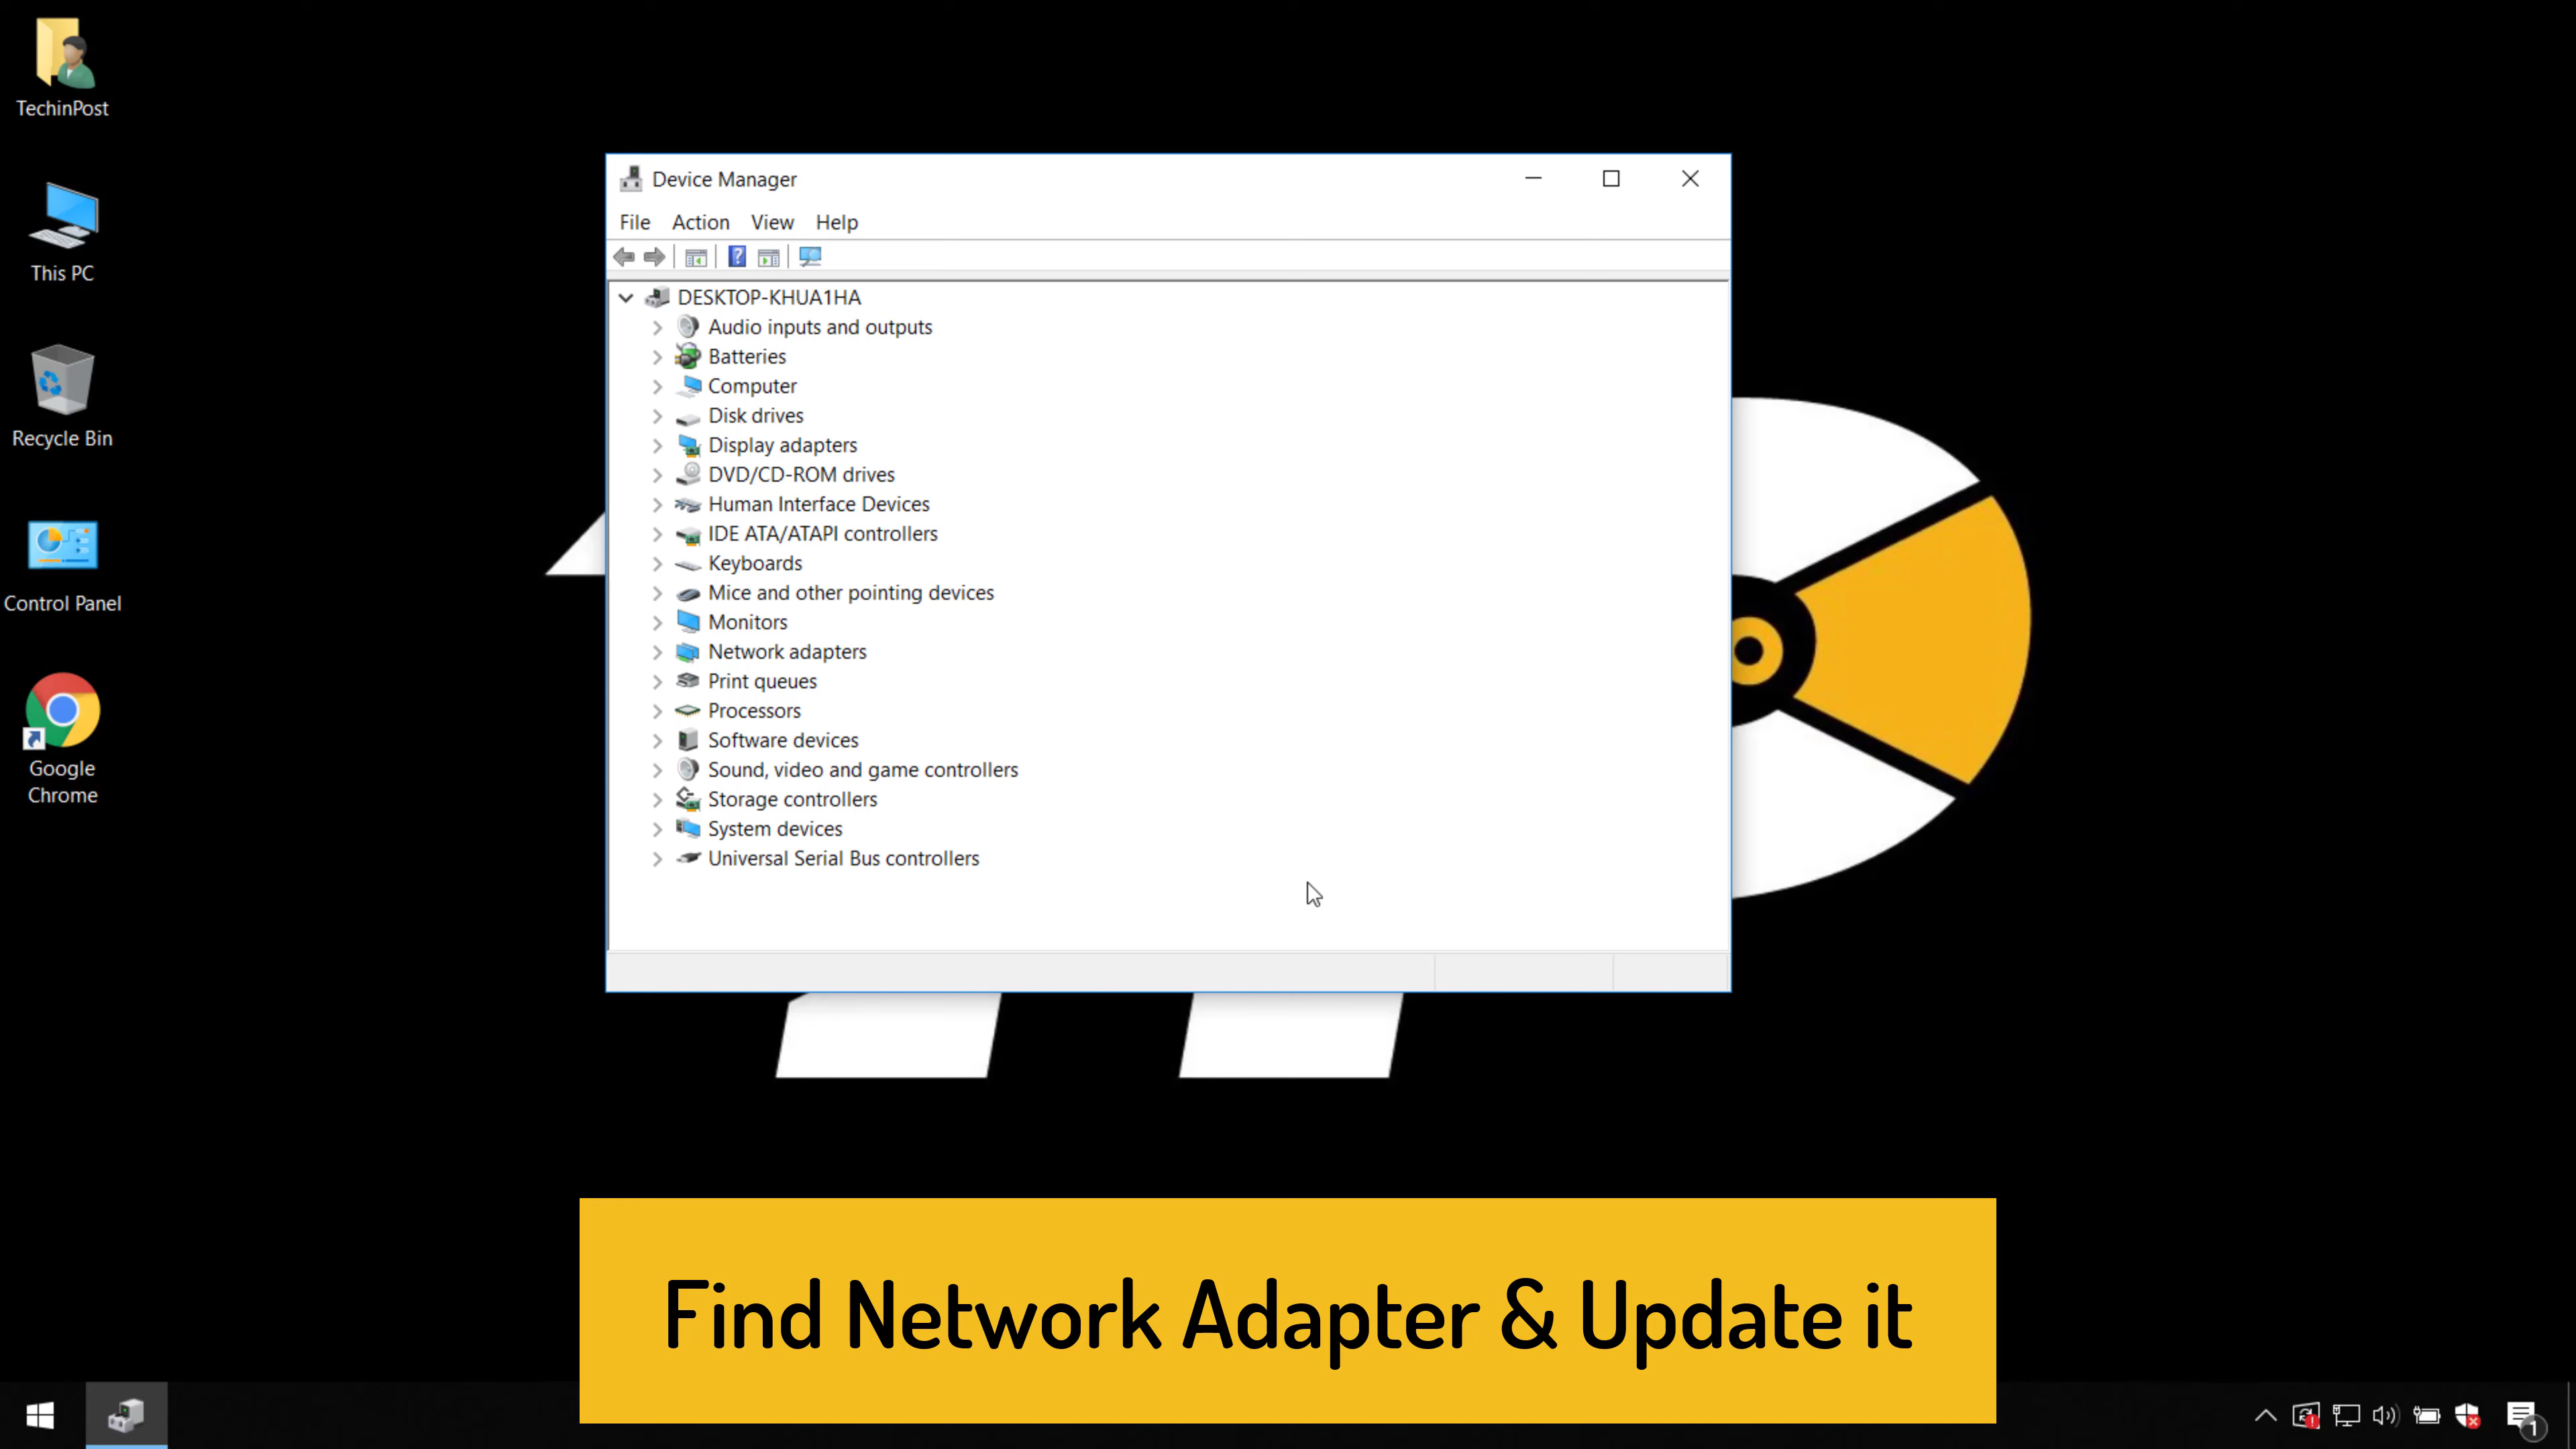 TechinPost
This PC
Recycle Bin
Control Panel
Google
Chrome
Device Manager
File Action View Help
DESKTOP-KHUA1HA
Audio inputs and outputs
Batteries
Computer
Disk drives
Display adapters
DVD/CD-ROM drives
Human Interface Devices
IDE ATA/ATAPI controllers
Keyboards
Mice and other pointing devices
Monitors
Network adapters
Print queues
Processors
Software devices
Sound, video and game controllers
Storage controllers
System devices
Universal Serial Bus controllers
Find Network Adapter & Update it
1